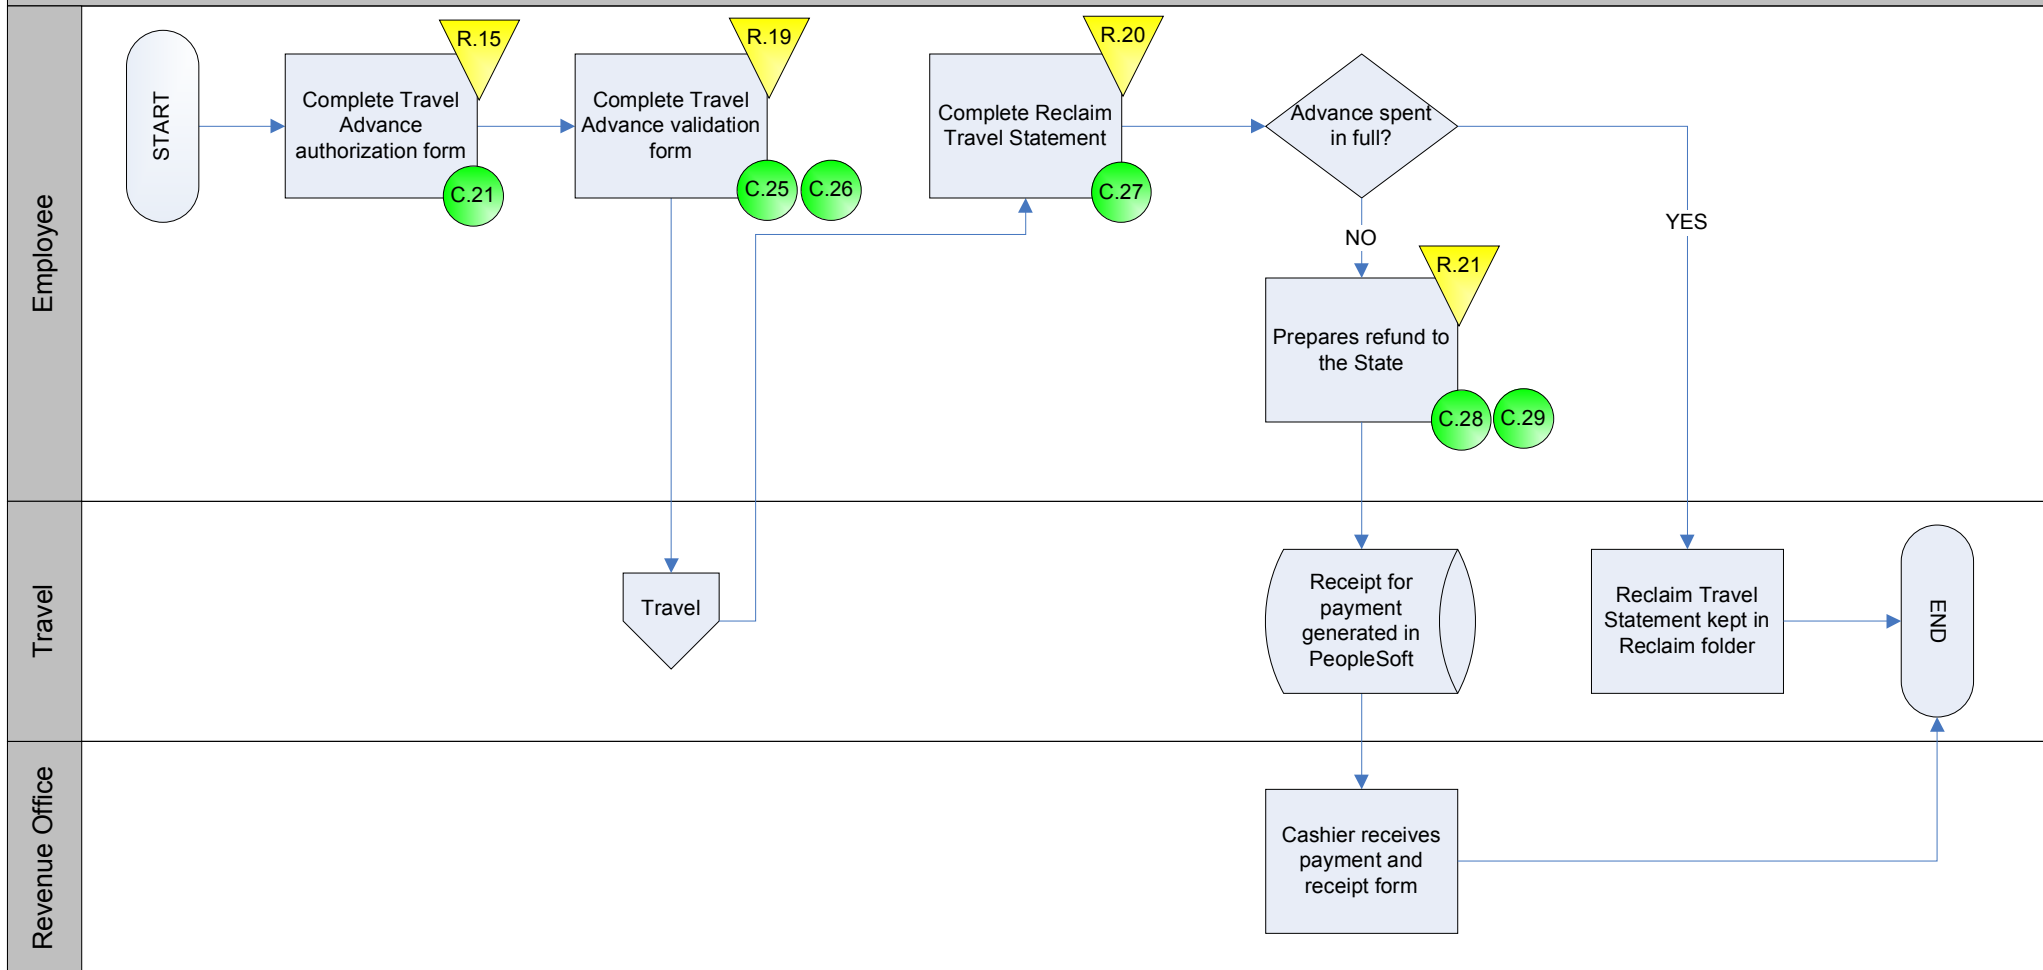 Employee
START
Complete Travel
Advance
authorization form
R.15
C.21
Complete Travel
Advance validation
form
R.19
C.25
C.26
Complete Reclaim
Travel Statement
R.20
C.27
Advance spent
in full?
NO
YES
Prepares refund to
the State
R.21
C.28
C.29
Travel
Travel
Receipt for
payment
generated in
PeopleSoft
Reclaim Travel
Statement kept in
Reclaim folder
END
Revenue Office
Cashier receives
payment and
receipt form